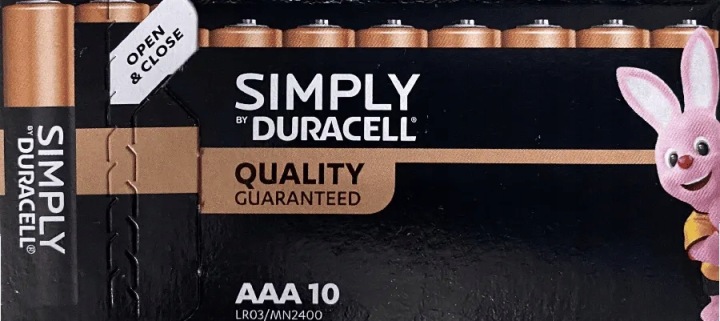 OPEN
& CLOSE
SIMPLY
BY DURACELL®
SIMPLY
BY DURACELL®
QUALITY
GUARANTEED
AAA 10
LR03/MN2400